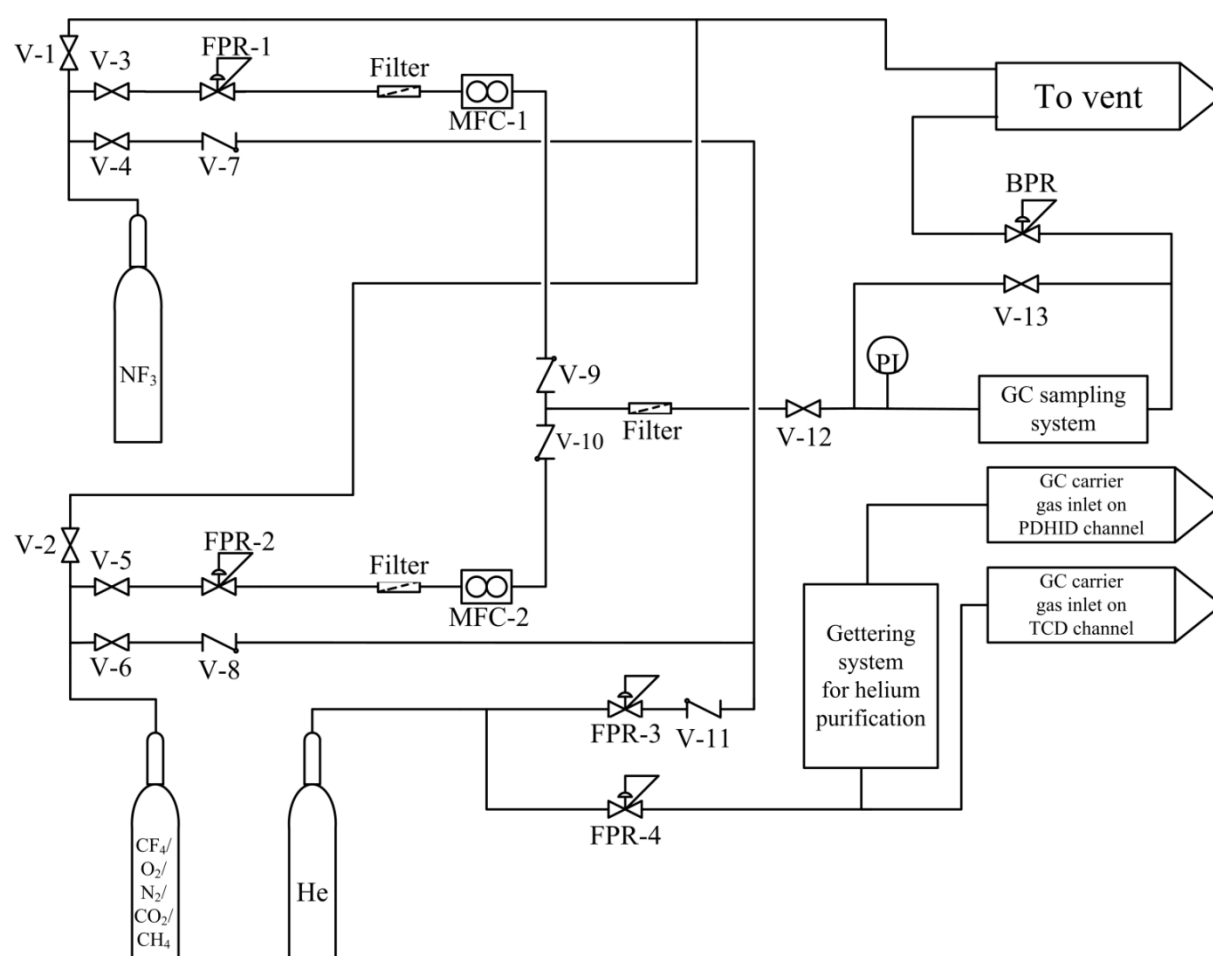 V-1
V-3
FPR-1
Filter
MFC-1
To vent
V-4
V-7
BPR
V-13
NF₃
V-9
PI
GC sampling
system
V-10
Filter
V-12
GC carrier
gas inlet on
PDHID channel
V-2
V-5
FPR-2
Filter
MFC-2
GC carrier
gas inlet on
TCD channel
V-6
V-8
Gettering
system
for helium
purification
FPR-3
V-11
FPR-4
CF₄/
O₂/
N₂/
CO₂/
CH₄
He